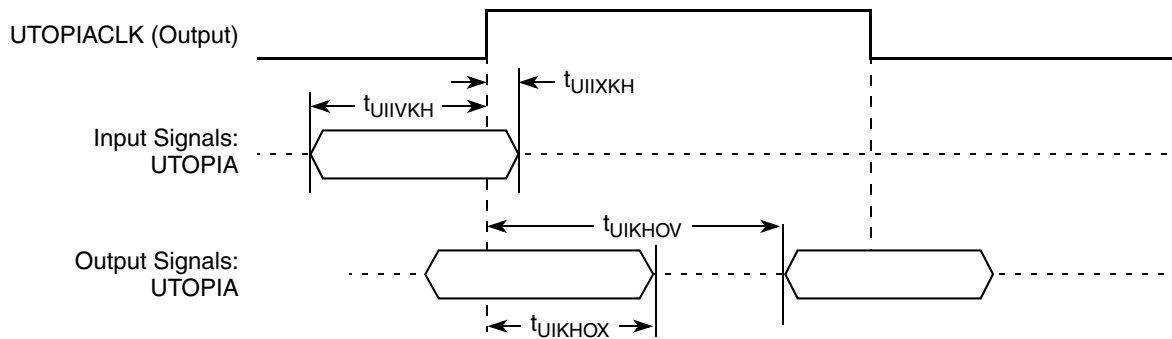 UTOPIACLK (Output)
tUIIXKH
tUIIVKH
Input Signals:
UTOPIA
tUIKHOV
Output Signals:
UTOPIA
tUIKHOX